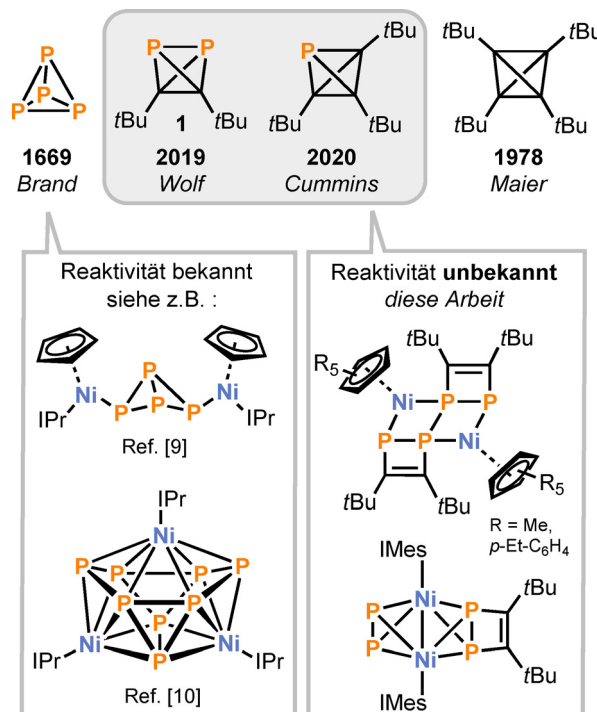 P P P P
P P tBu tBu 1
P tBu tBu tBu
tBu tBu tBu tBu
1669 2019 2020 1978
Brand Wolf Cummins Maier
Reaktivität bekannt
siehe z.B. :
Ni Ni
P P P P
IPr IPr
Ref. [9]
IPr
Ni
P P P P
P P P
P
Ni Ni
IPr IPr
Ref. [10]
Reaktivität unbekannt
diese Arbeit
tBu tBu
R5
Ni P P
P P Ni
R5
tBu tBu
R = Me,
p-Et-C6H4
IMes
tBu
Ni
P P
P P
Ni
tBu
IMes